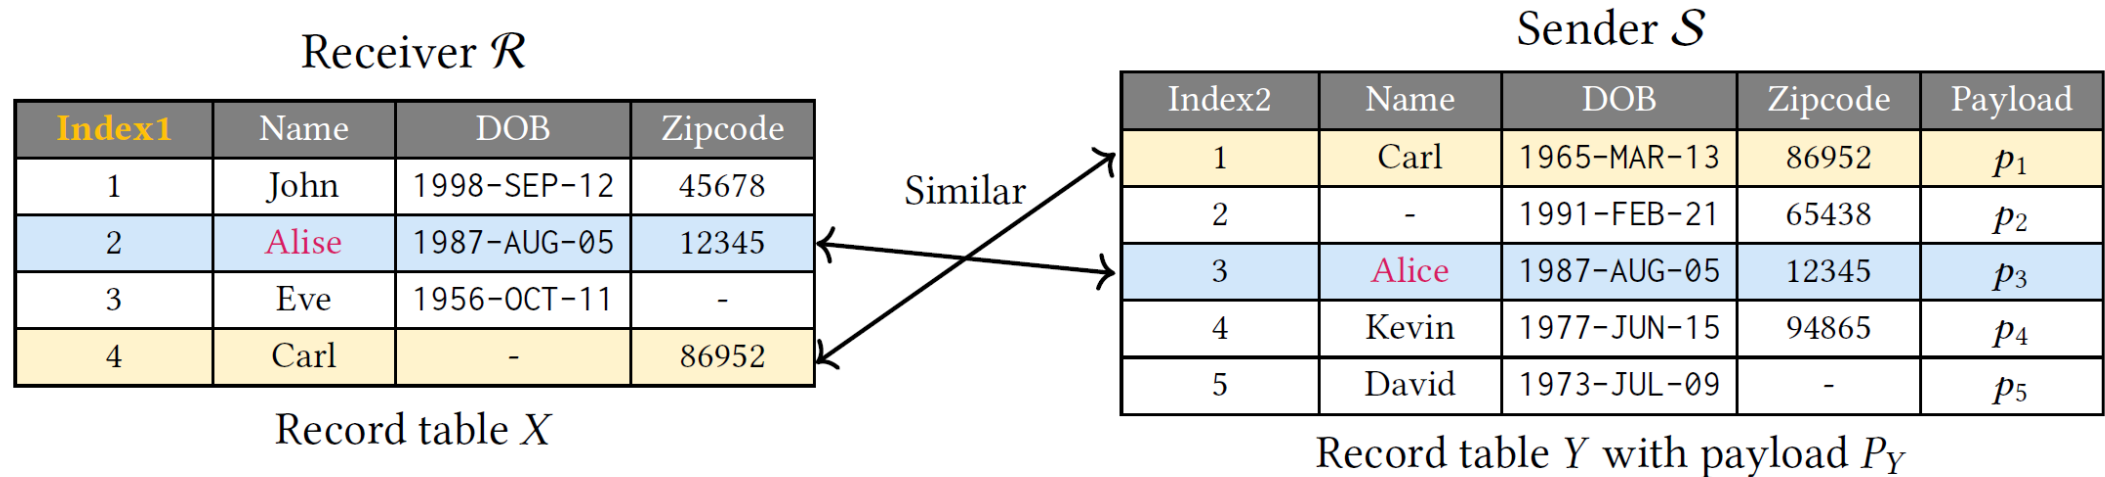 Receiver ℛ
Index1 Name DOB Zipcode
1 John 1998-SEP-12 45678
2 Alise 1987-AUG-05 12345
3 Eve 1956-OCT-11 -
4 Carl - 86952
Record table X
Similar
Sender 𝒮
Index2 Name DOB Zipcode Payload
1 Carl 1965-MAR-13 86952 p₁
2 - 1991-FEB-21 65438 p₂
3 Alice 1987-AUG-05 12345 p₃
4 Kevin 1977-JUN-15 94865 p₄
5 David 1973-JUL-09 - p₅
Record table Y with payload P_Y